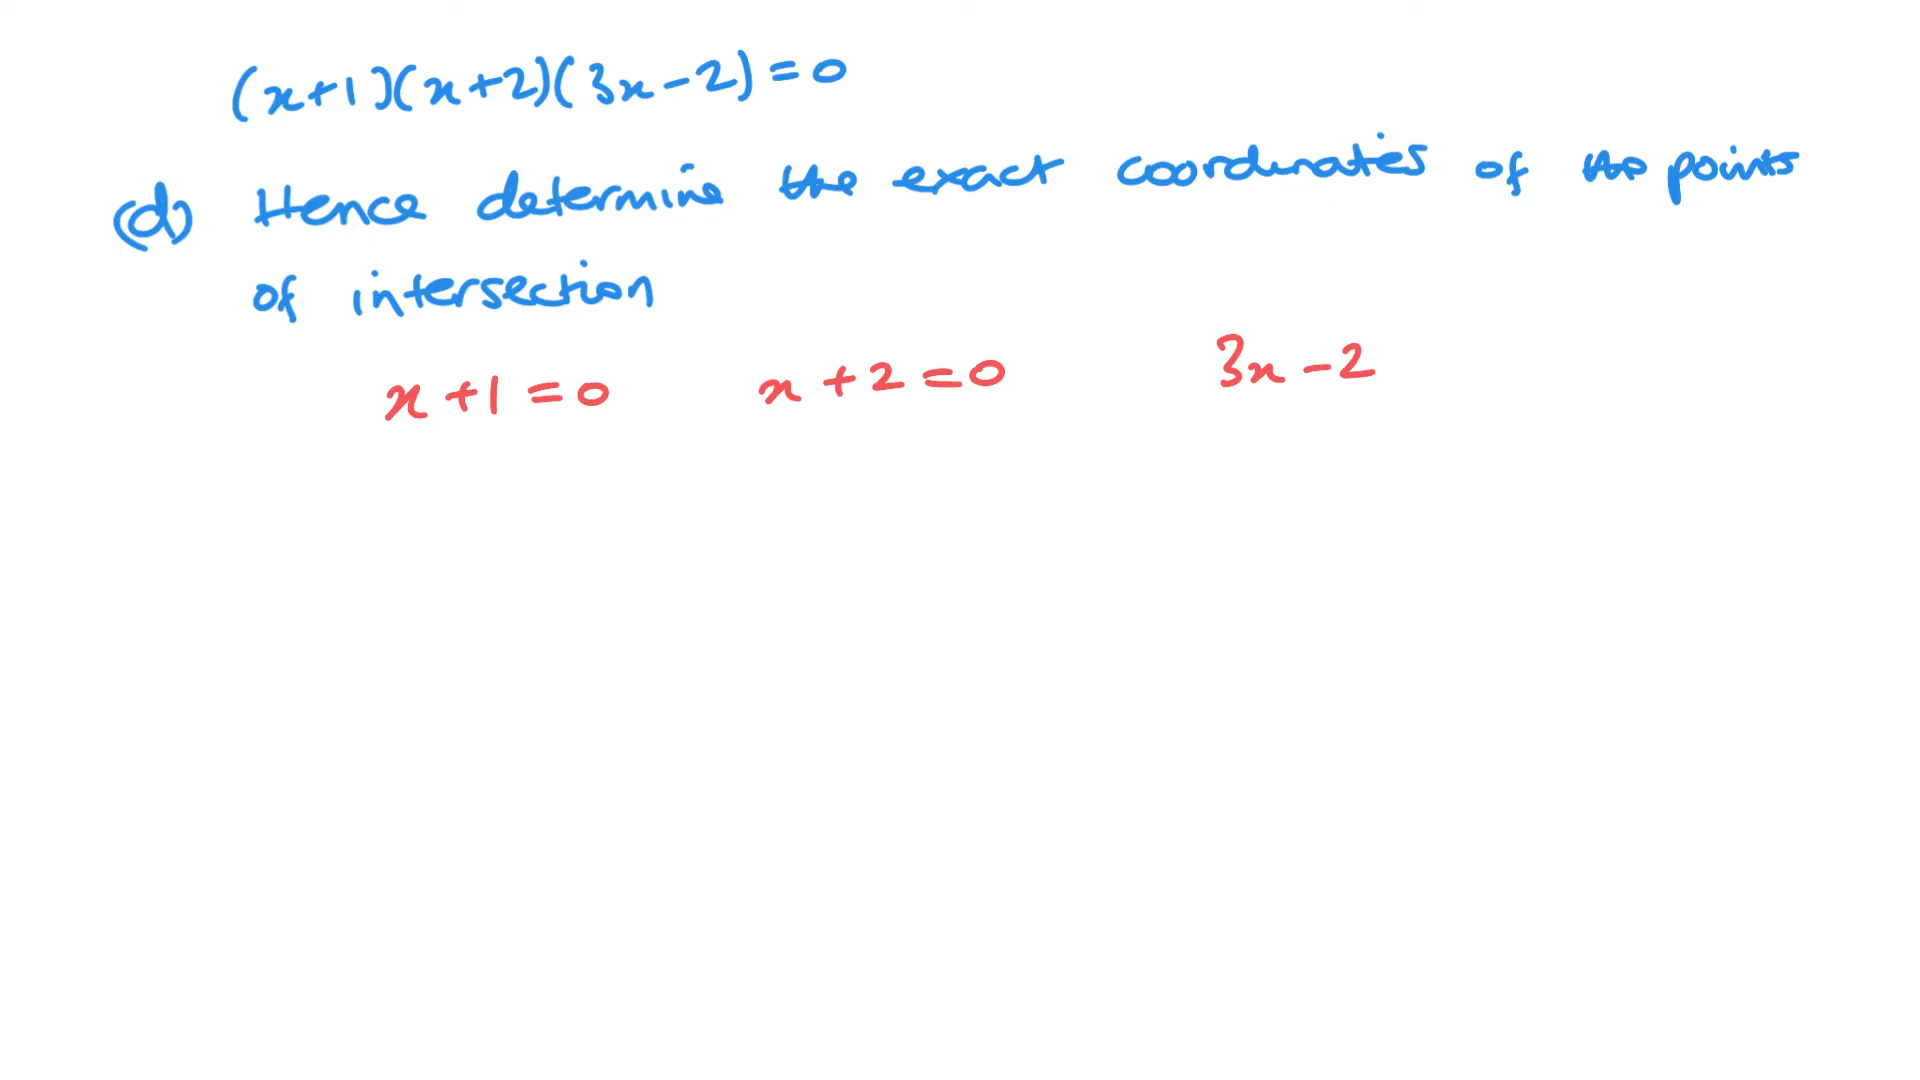 (x+1)(x+2)(3x-2)=0
(d) Hence determine the exact coordinates of the points
of intersection
x+1=0 x+2=0 3x-2